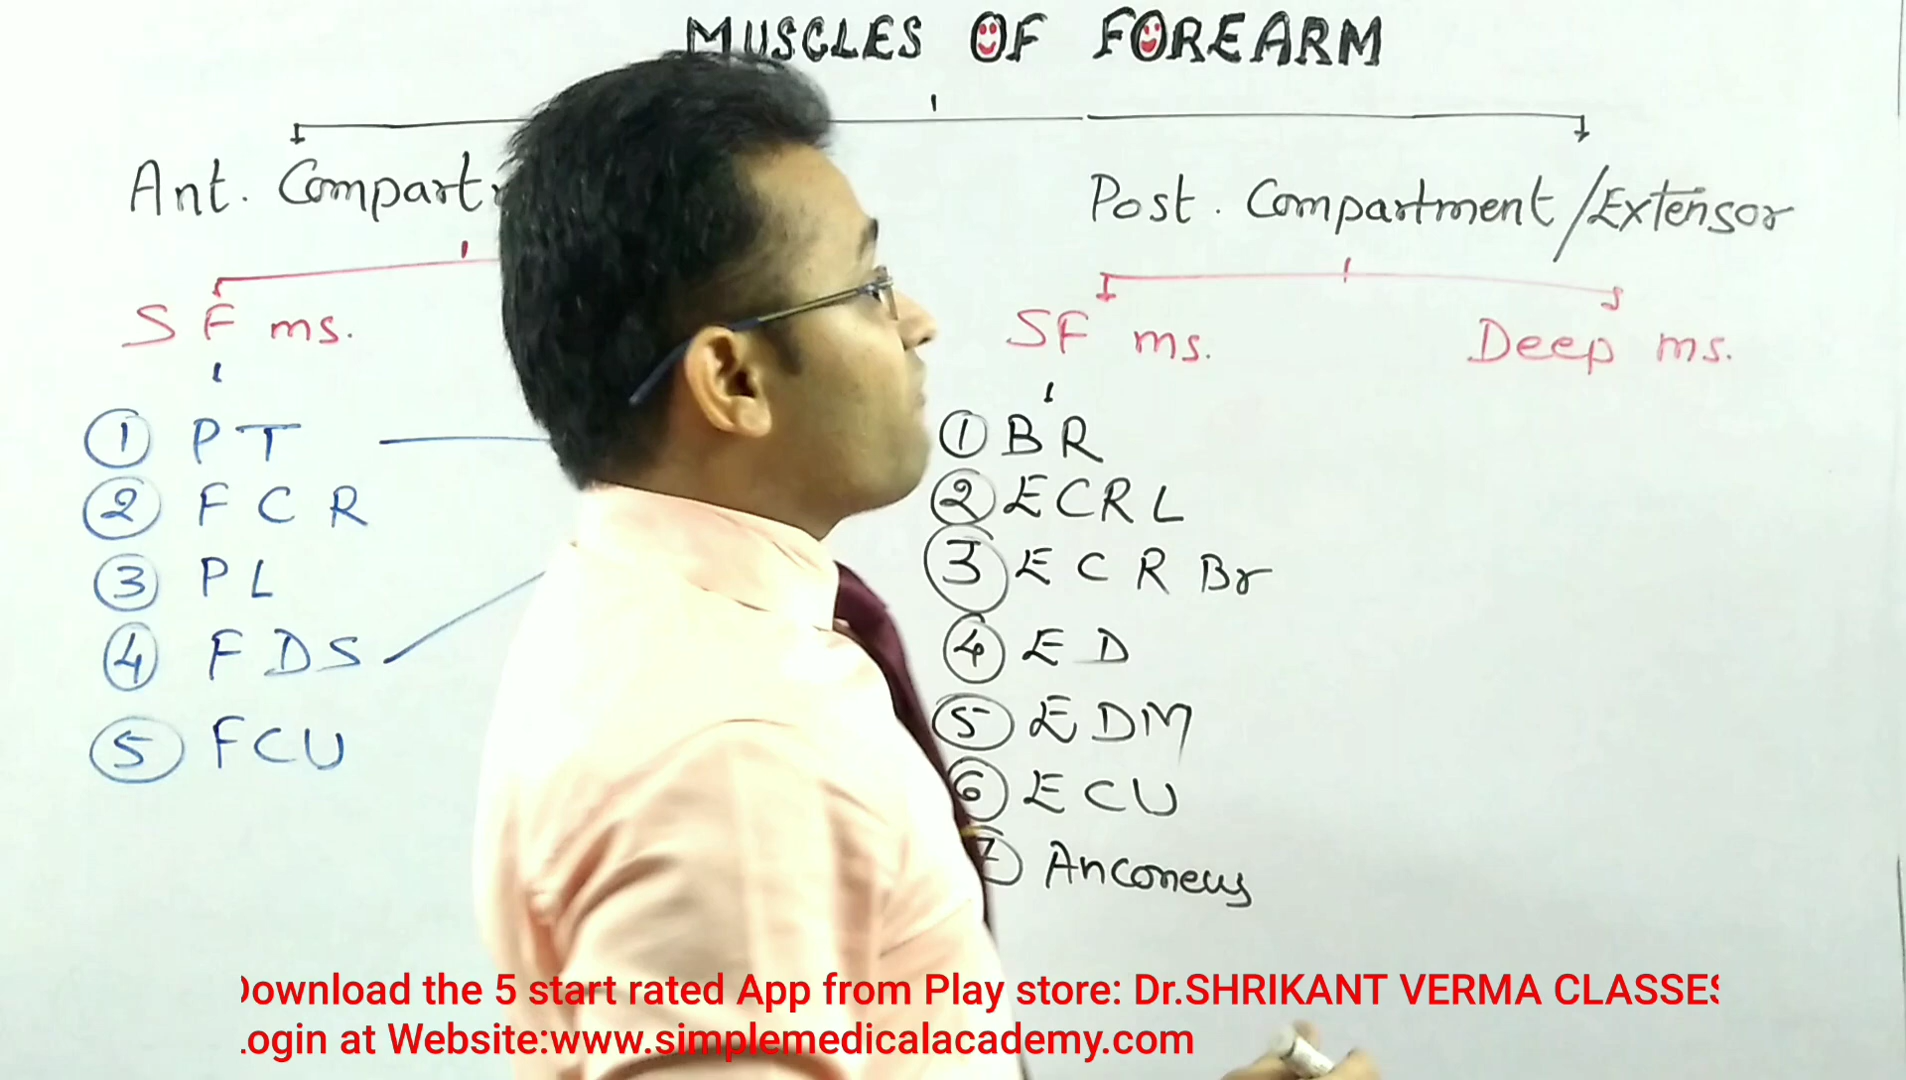 MUSCLES OF FOREARM
Ant. Compart
Post. Compartment/Extensor
SF ms.
SF ms.
Deep ms.
① PT
② FCR
③ PL
④ FDS
⑤ FCU
① BR
② ECRL
③ ECR Br
④ ED
⑤ EDM
⑥ ECU
⑦ Anconeus
ownload the 5 start rated App from Play store: Dr.SHRIKANT VERMA CLASSES
ogin at Website:www.simplemedicalacademy.com